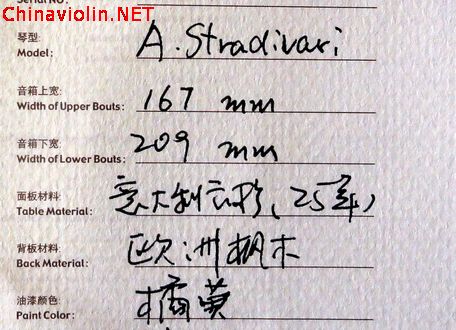 Serial NO:
Chinaviolin.NET
琴型:
Model: A. Stradivari
音箱上宽:
Width of Upper Bouts: 167 mm
音箱下宽:
Width of Lower Bouts: 209 mm
面板材料:
Table Material: 意大利云杉(25年)
背板材料:
Back Material: 欧洲枫木
油漆颜色:
Paint Color: 橘黄